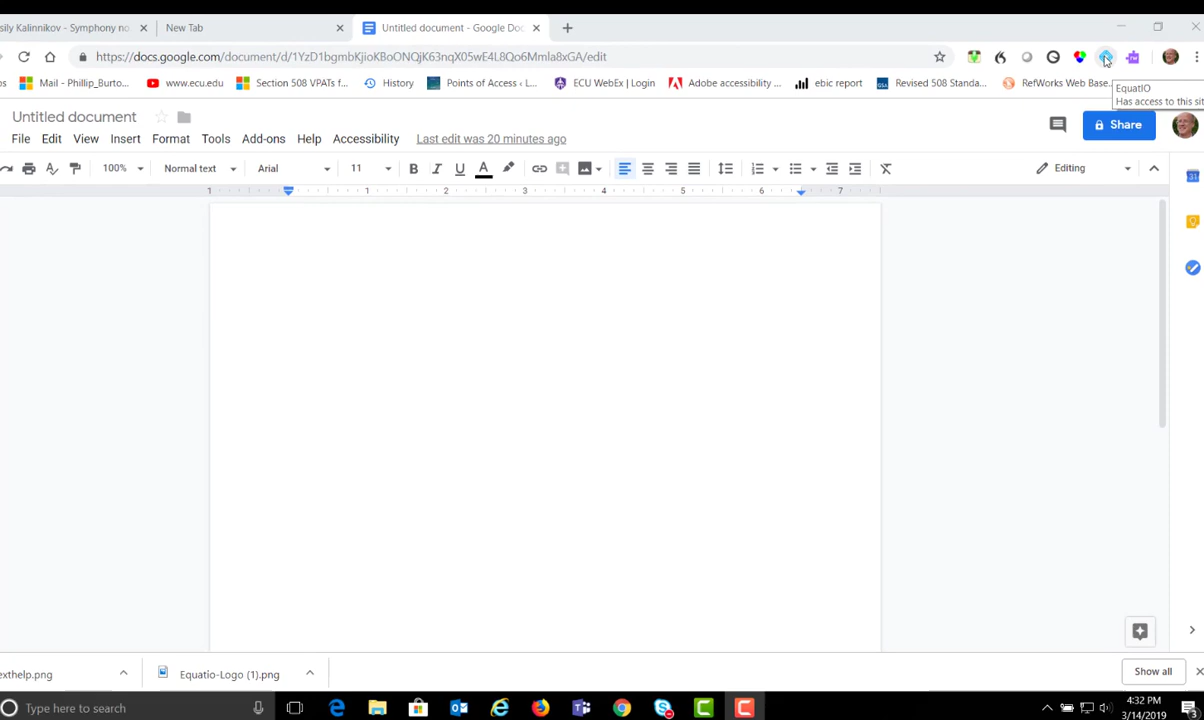 sily Kalinnikov - Symphony no
New Tab
Untitled document - Google Doc
https://docs.google.com/document/d/1YzD1bgmbKjioKBoONQjK63nqX05wE4L8Qo6Mmla8xGA/edit
EquatIO
Has access to this sit
ps
Mail - Phillip_Burto...
www.ecu.edu
Section 508 VPATs f...
History
Points of Access ‹ L...
ECU WebEx | Login
Adobe accessibility ...
ebic report
Revised 508 Standa...
RefWorks Web Base...
Untitled document
File Edit View Insert Format Tools Add-ons Help Accessibility Last edit was 20 minutes ago
Share
100% Normal text Arial 11 B I U A Editing
1 1 2 3 4 5 6 7
31
exthelp.png
Equatio-Logo (1).png
Show all
Type here to search
4:32 PM
3/14/2019